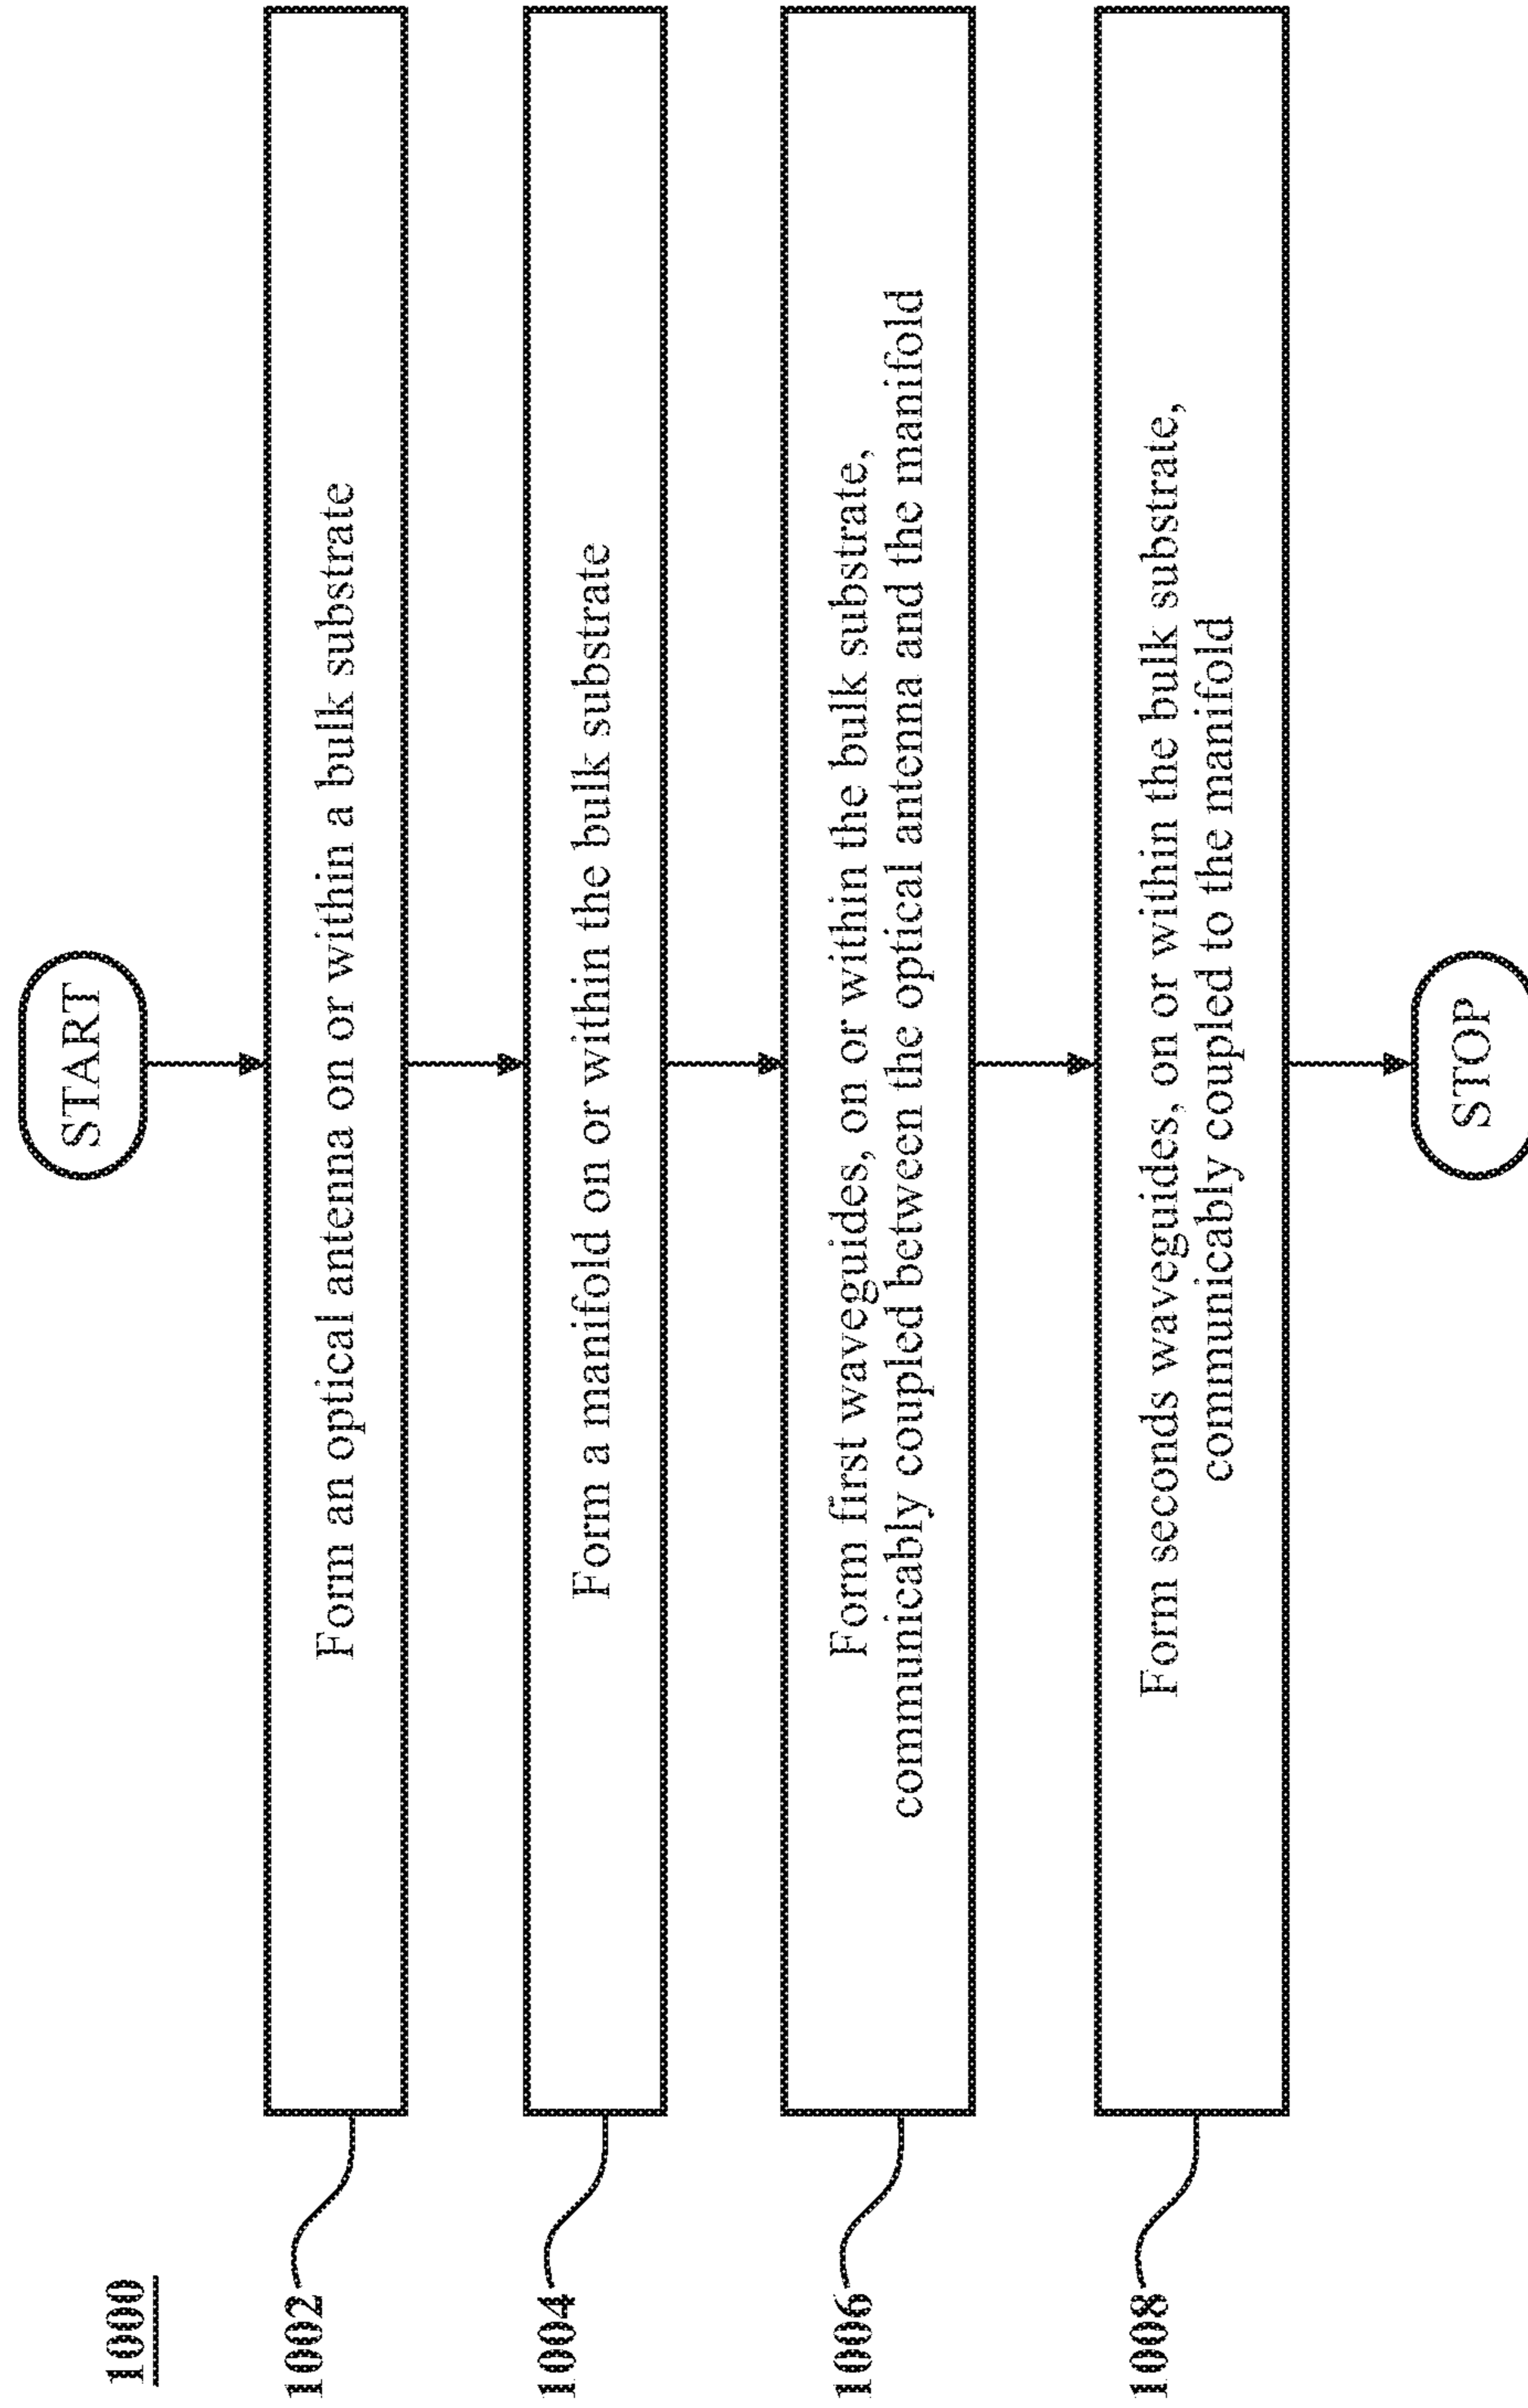 1000
START
1002
Form an optical antenna on or within a bulk substrate
1004
Form a manifold on or within the bulk substrate
1006
Form first waveguides, on or within the bulk substrate,
communicably coupled between the optical antenna and the manifold
1008
Form seconds waveguides, on or within the bulk substrate,
communicably coupled to the manifold
STOP